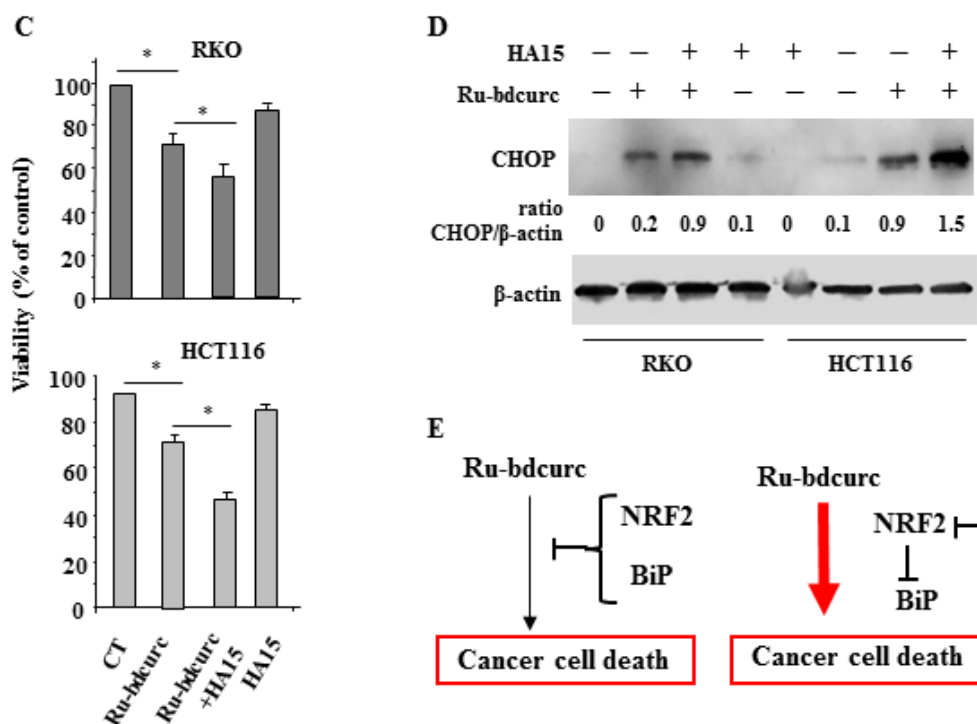 C
RKO
*
*
100
80
60
40
20
0
Viability (% of control)
HCT116
*
*
100
80
60
40
20
0
CT
Ru-bdcurc
Ru-bdcurc
+HA15
HA15
D
HA15 – – + + + – – +
Ru-bdcurc – + + – – – + +
CHOP
ratio
CHOP/β-actin 0 0.2 0.9 0.1 0 0.1 0.9 1.5
β-actin
RKO HCT116
E
Ru-bdcurc
NRF2
BiP
Cancer cell death
Ru-bdcurc
NRF2
BiP
Cancer cell death